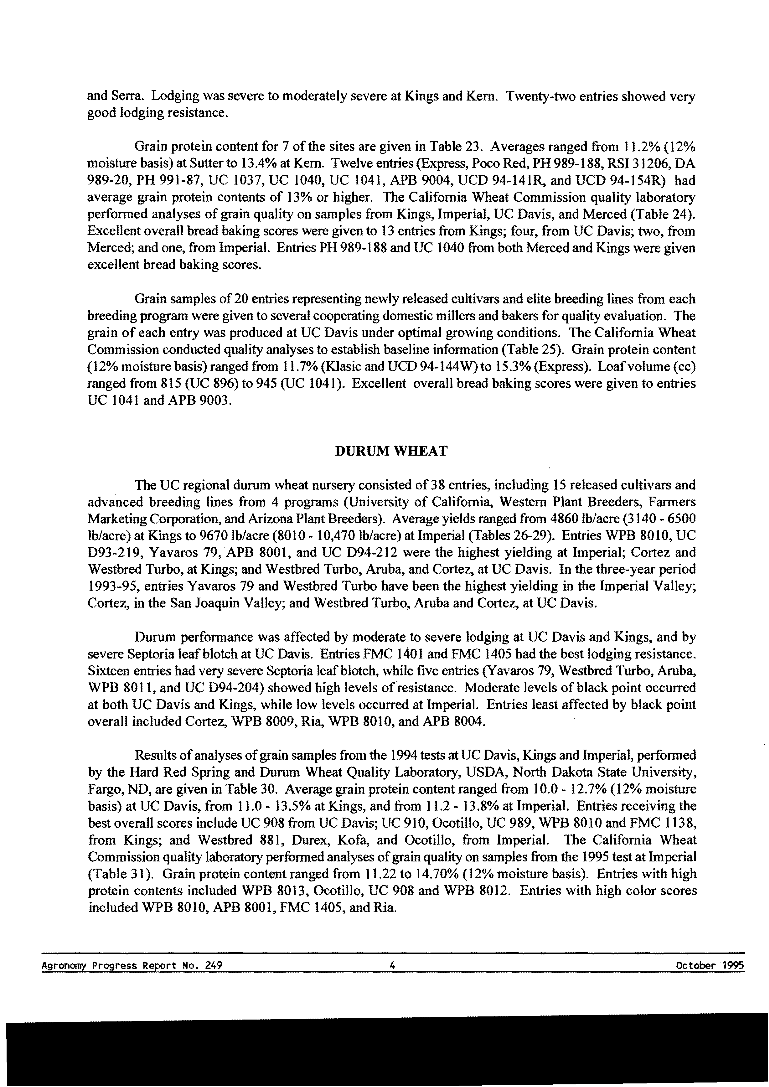 and Serra. Lodging was severe to moderately severe at Kings and Kern. Twenty-two entries showed very
good lodging resistance.
Grain protein content for 7 of the sites are given in Table 23. Averages ranged from 11.2% (12%
moisture basis) at Sutter to 13.4% at Kern. Twelve entries (Express, Poco Red, PH 989-188, RSI 31206, DA
989-20, PH 991-87, UC 1037, UC 1040, UC 1041, APB 9004, UCD 94-141R, and UCD 94-154R) had
average grain protein contents of 13% or higher. The California Wheat Commission quality laboratory
performed analyses of grain quality on samples from Kings, Imperial, UC Davis, and Merced (Table 24).
Excellent overall bread baking scores were given to 13 entries from Kings; four, from UC Davis; two, from
Merced; and one, from Imperial. Entries PH 989-188 and UC 1040 from both Merced and Kings were given
excellent bread baking scores.
Grain samples of 20 entries representing newly released cultivars and elite breeding lines from each
breeding program were given to several cooperating domestic millers and bakers for quality evaluation. The
grain of each entry was produced at UC Davis under optimal growing conditions. The California Wheat
Commission conducted quality analyses to establish baseline information (Table 25). Grain protein content
(12% moisture basis) ranged from 11.7% (Klasic and UCD 94-144W) to 15.3% (Express). Loaf volume (cc)
ranged from 815 (UC 896) to 945 (UC 1041). Excellent overall bread baking scores were given to entries
UC 1041 and APB 9003.
DURUM WHEAT
The UC regional durum wheat nursery consisted of 38 entries, including 15 released cultivars and
advanced breeding lines from 4 programs (University of California, Western Plant Breeders, Farmers
Marketing Corporation, and Arizona Plant Breeders). Average yields ranged from 4860 lb/acre (3140 - 6500
lb/acre) at Kings to 9670 lb/acre (8010 - 10,470 lb/acre) at Imperial (Tables 26-29). Entries WPB 8010, UC
D93-219, Yavaros 79, APB 8001, and UC D94-212 were the highest yielding at Imperial; Cortez and
Westbred Turbo, at Kings; and Westbred Turbo, Aruba, and Cortez, at UC Davis. In the three-year period
1993-95, entries Yavaros 79 and Westbred Turbo have been the highest yielding in the Imperial Valley;
Cortez, in the San Joaquin Valley; and Westbred Turbo, Aruba and Cortez, at UC Davis.
Durum performance was affected by moderate to severe lodging at UC Davis and Kings, and by
severe Septoria leaf blotch at UC Davis. Entries FMC 1401 and FMC 1405 had the best lodging resistance.
Sixteen entries had very severe Septoria leaf blotch, while five entries (Yavaros 79, Westbred Turbo, Aruba,
WPB 8011, and UC D94-204) showed high levels of resistance. Moderate levels of black point occurred
at both UC Davis and Kings, while low levels occurred at Imperial. Entries least affected by black point
overall included Cortez, WPB 8009, Ria, WPB 8010, and APB 8004.
Results of analyses of grain samples from the 1994 tests at UC Davis, Kings and Imperial, performed
by the Hard Red Spring and Durum Wheat Quality Laboratory, USDA, North Dakota State University,
Fargo, ND, are given in Table 30. Average grain protein content ranged from 10.0 - 12.7% (12% moisture
basis) at UC Davis, from 11.0 - 13.5% at Kings, and from 11.2 - 13.8% at Imperial. Entries receiving the
best overall scores include UC 908 from UC Davis; UC 910, Ocotillo, UC 989, WPB 8010 and FMC 1138,
from Kings; and Westbred 881, Durex, Kofa, and Ocotillo, from Imperial. The California Wheat
Commission quality laboratory performed analyses of grain quality on samples from the 1995 test at Imperial
(Table 31). Grain protein content ranged from 11.22 to 14.70% (12% moisture basis). Entries with high
protein contents included WPB 8013, Ocotillo, UC 908 and WPB 8012. Entries with high color scores
included WPB 8010, APB 8001, FMC 1405, and Ria.
Agronomy Progress Report No. 249 4 October 1995